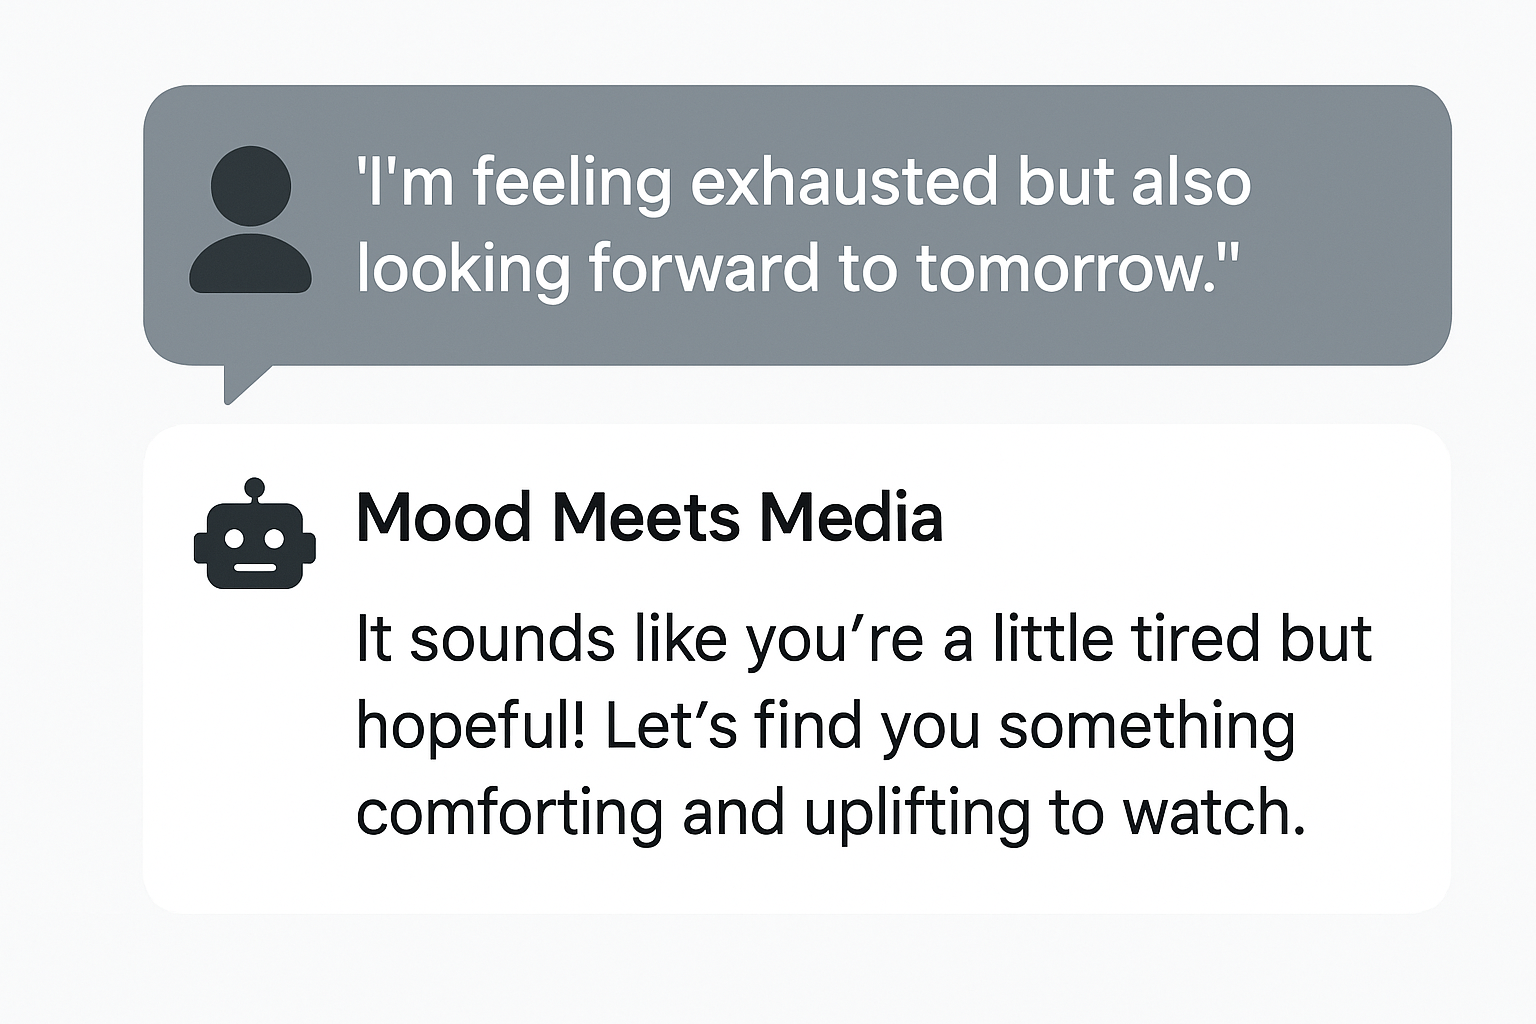 'I'm feeling exhausted but also
looking forward to tomorrow."
Mood Meets Media
It sounds like you’re a little tired but
hopeful! Let’s find you something
comforting and uplifting to watch.